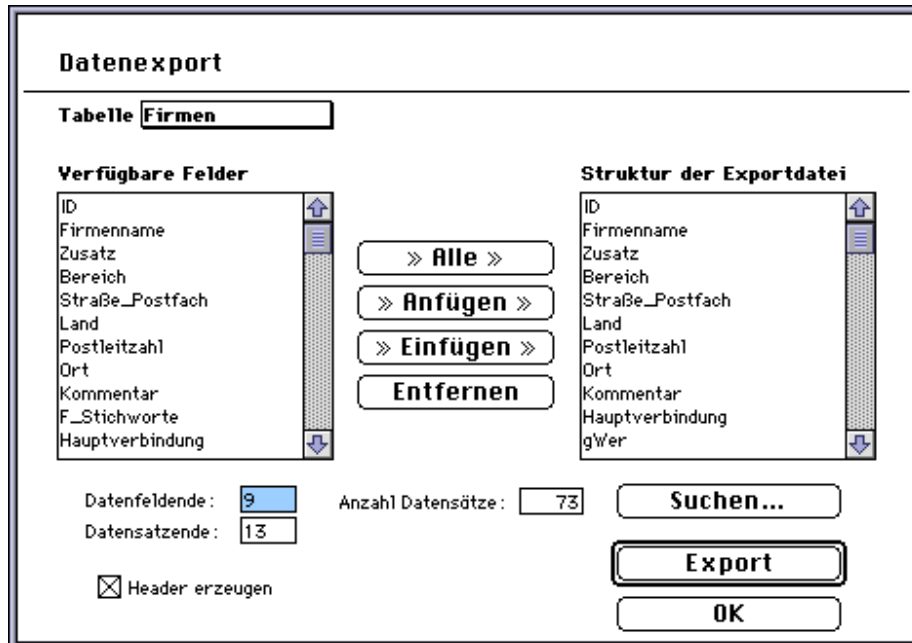 Datenexport
Tabelle Firmen
Verfügbare Felder
ID
Firmenname
Zusatz
Bereich
Straße_Postfach
Land
Postleitzahl
Ort
Kommentar
F_Stichworte
Hauptverbindung
» Alle »
» Anfügen »
» Einfügen »
Entfernen
Struktur der Exportdatei
ID
Firmenname
Zusatz
Bereich
Straße_Postfach
Land
Postleitzahl
Ort
Kommentar
Hauptverbindung
gWer
Datenfeldende: 9
Datensatzende: 13
Anzahl Datensätze: 73
Header erzeugen
Suchen...
Export
OK